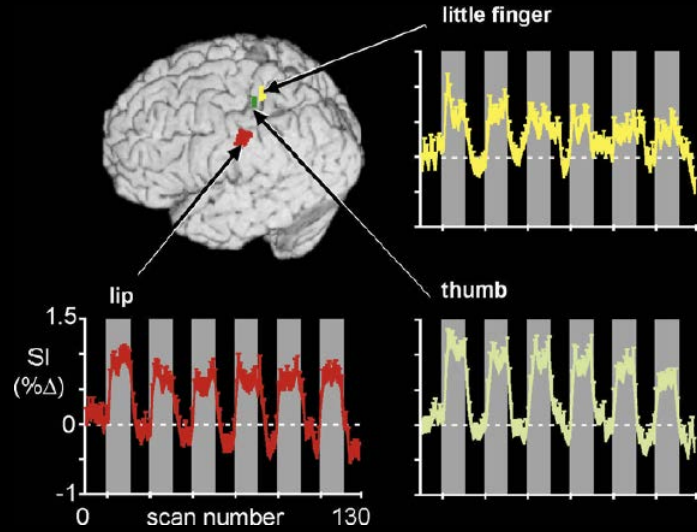 little finger
lip
thumb
1.5
SI
(%Δ)
0
-1
0
scan number
130